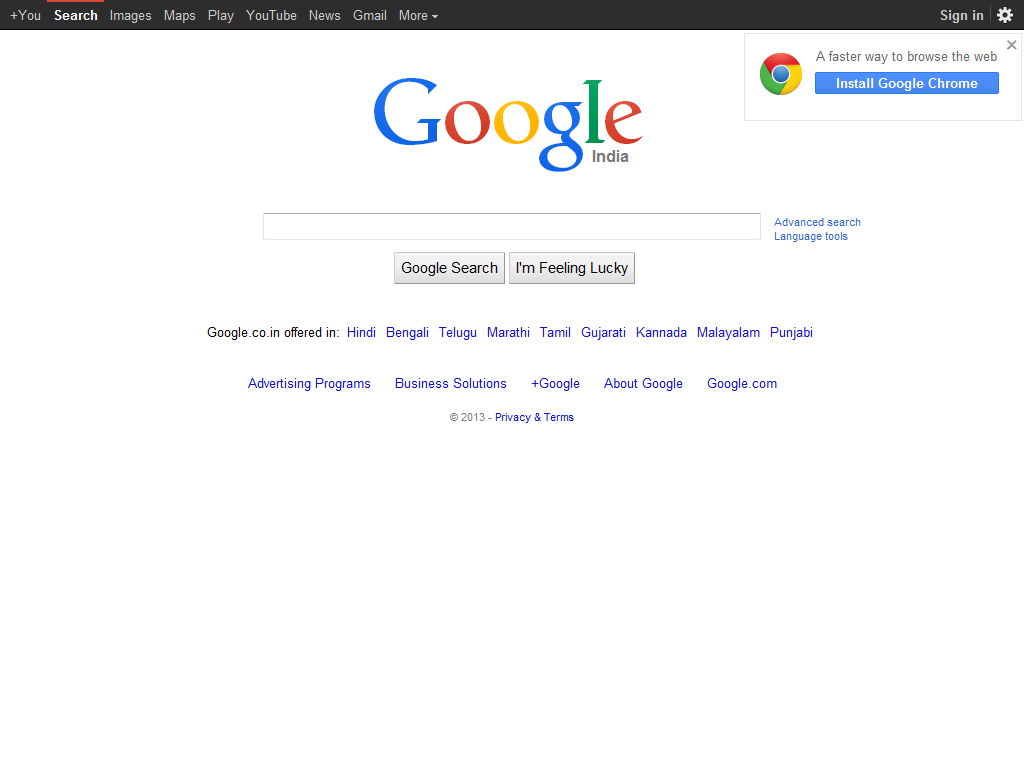 +You Search Images Maps Play YouTube News Gmail More Sign in
A faster way to browse the web
Install Google Chrome
Google
India
Advanced search
Language tools
Google Search I'm Feeling Lucky
Google.co.in offered in: Hindi Bengali Telugu Marathi Tamil Gujarati Kannada Malayalam Punjabi
Advertising Programs Business Solutions +Google About Google Google.com
© 2013 - Privacy & Terms